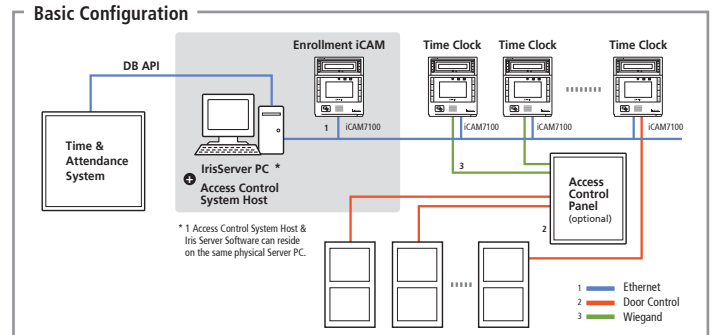 Basic Configuration
Enrollment iCAM
Time Clock
Time Clock
Time Clock
DB API
1
iCAM7100
iCAM7100
iCAM7100
iCAM7100
Time &
Attendance
System
IrisServer PC *
+
Access Control
System Host
3
Access
Control
Panel
(optional)
2
* 1 Access Control System Host &
Iris Server Software can reside
on the same physical Server PC.
1 Ethernet
2 Door Control
3 Wiegand